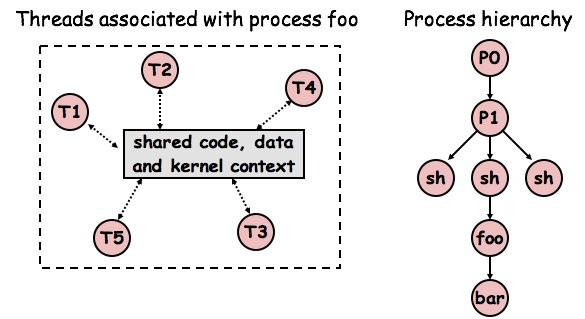 Threads associated with process foo
Process hierarchy
T1
T2
T4
shared code, data
and kernel context
T5
T3
P0
P1
sh
sh
sh
foo
bar